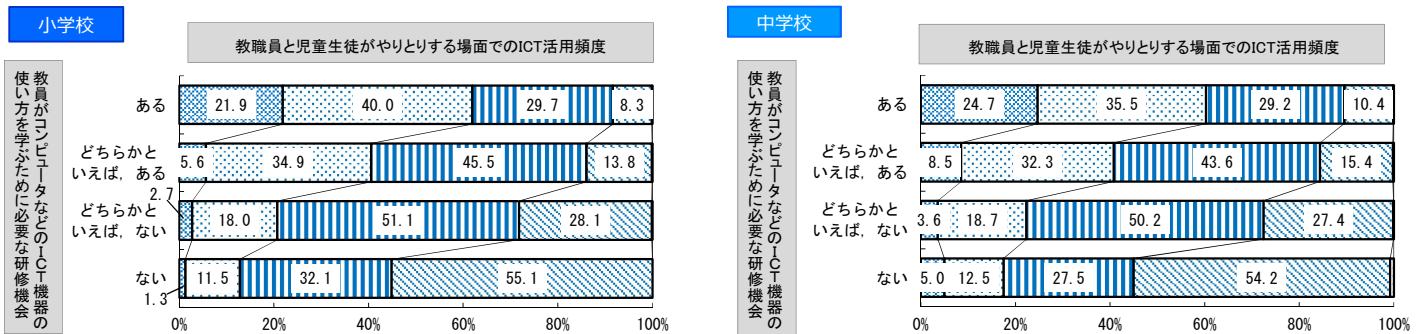 小学校
教職員と児童生徒がやりとりする場面でのICT活用頻度
教員がコンピュータなどのICT機器の
使い方を学ぶために必要な研修機会
ある
21.9
40.0
29.7
8.3
どちらかと
いえば，ある
5.6
34.9
45.5
13.8
2.7
どちらかと
いえば，ない
18.0
51.1
28.1
ない
1.3
11.5
32.1
55.1
0%
20%
40%
60%
80%
100%
中学校
教職員と児童生徒がやりとりする場面でのICT活用頻度
教員がコンピュータなどのICT機器の
使い方を学ぶために必要な研修機会
ある
24.7
35.5
29.2
10.4
どちらかと
いえば，ある
8.5
32.3
43.6
15.4
どちらかと
いえば，ない
3.6
18.7
50.2
27.4
ない
5.0
12.5
27.5
54.2
0%
20%
40%
60%
80%
100%